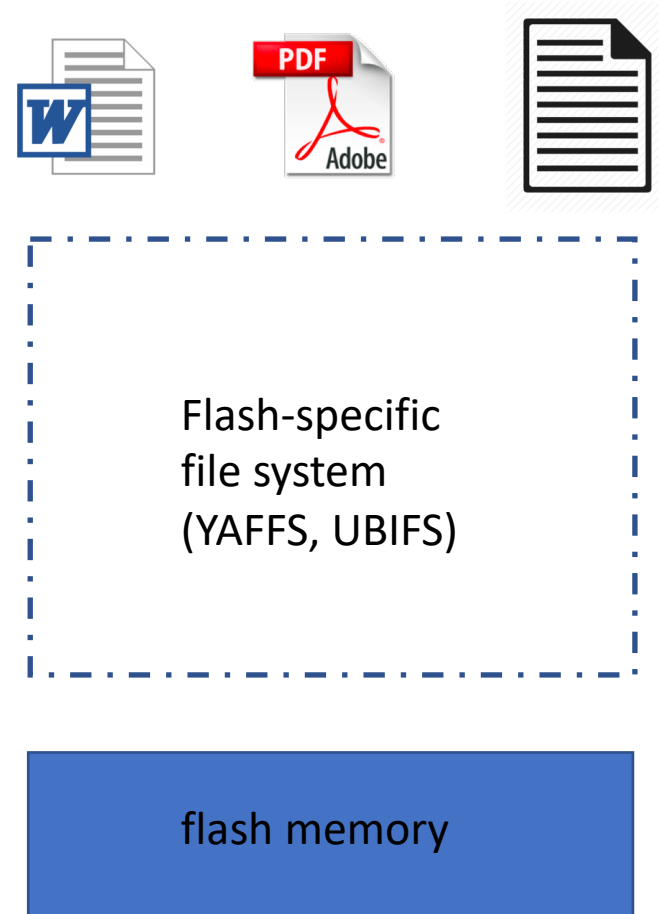 W
PDF
Adobe
Flash-specific
file system
(YAFFS, UBIFS)
flash memory